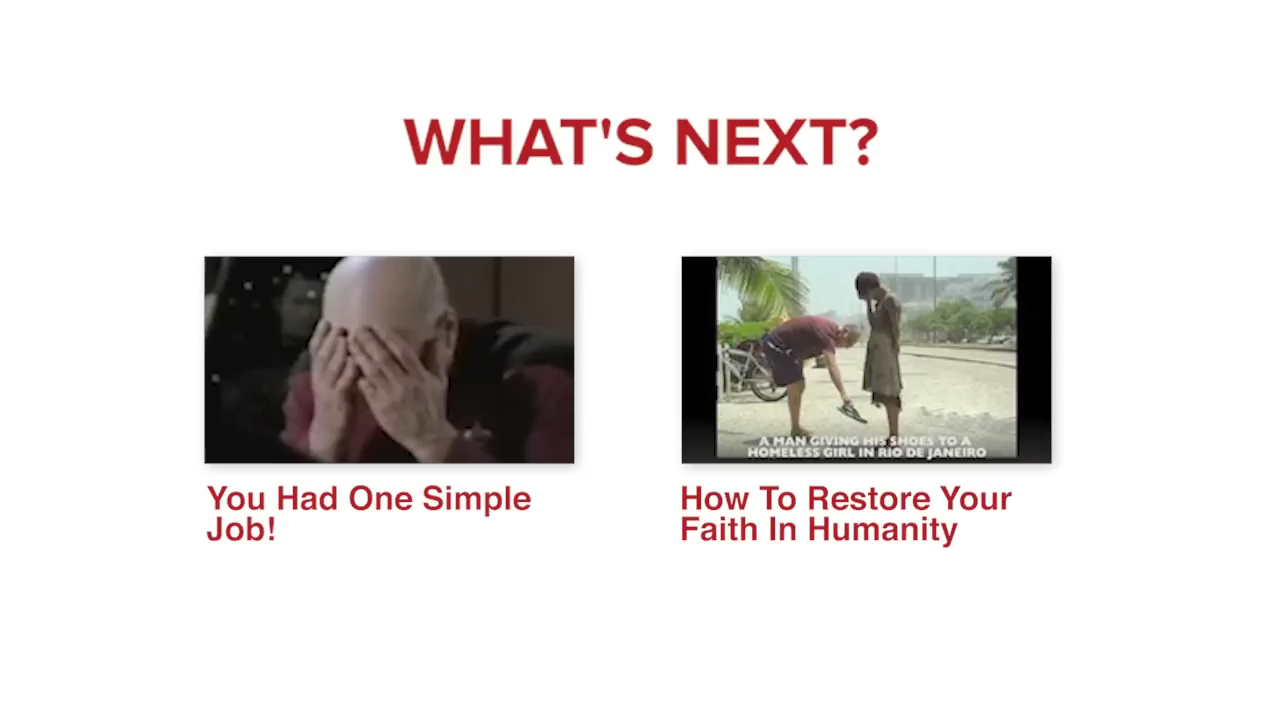 WHAT'S NEXT?
A MAN GIVING HIS SHOES TO A
HOMELESS GIRL IN RIO DE JANEIRO
You Had One Simple
Job!
How To Restore Your
Faith In Humanity